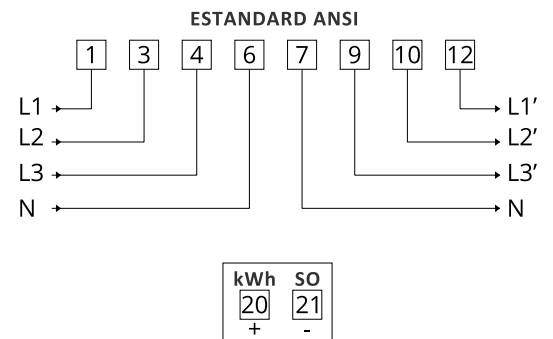 ESTANDARD ANSI
1 3 4 6 7 9 10 12
L1 L1’
L2 L2’
L3 L3’
N N
kWh SO
20 21
+ -